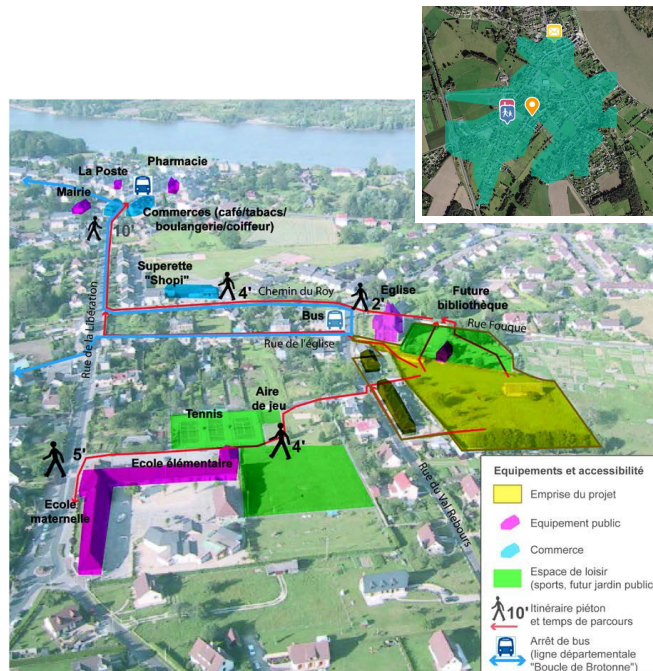 Pharmacie
La Poste
Mairie
Commerces (café/tabacs/
boulangerie/coiffeur)
10'
Superette
"Shopi"
4'
Chemin du Roy
2'
Eglise
Future
bibliothèque
Bus
Rue Fouque
Rue de la Libération
Rue de l'église
Aire
de jeu
Tennis
4'
5'
Ecole élémentaire
Ecole
maternelle
Rue du Val Rebours
Equipements et accessibilité
Emprise du projet
Equipement public
Commerce
Espace de loisir
(sports, futur jardin public)
10' Itinéraire piéton
et temps de parcours
Arrêt de bus
(ligne départementale
"Boucle de Brotonne")